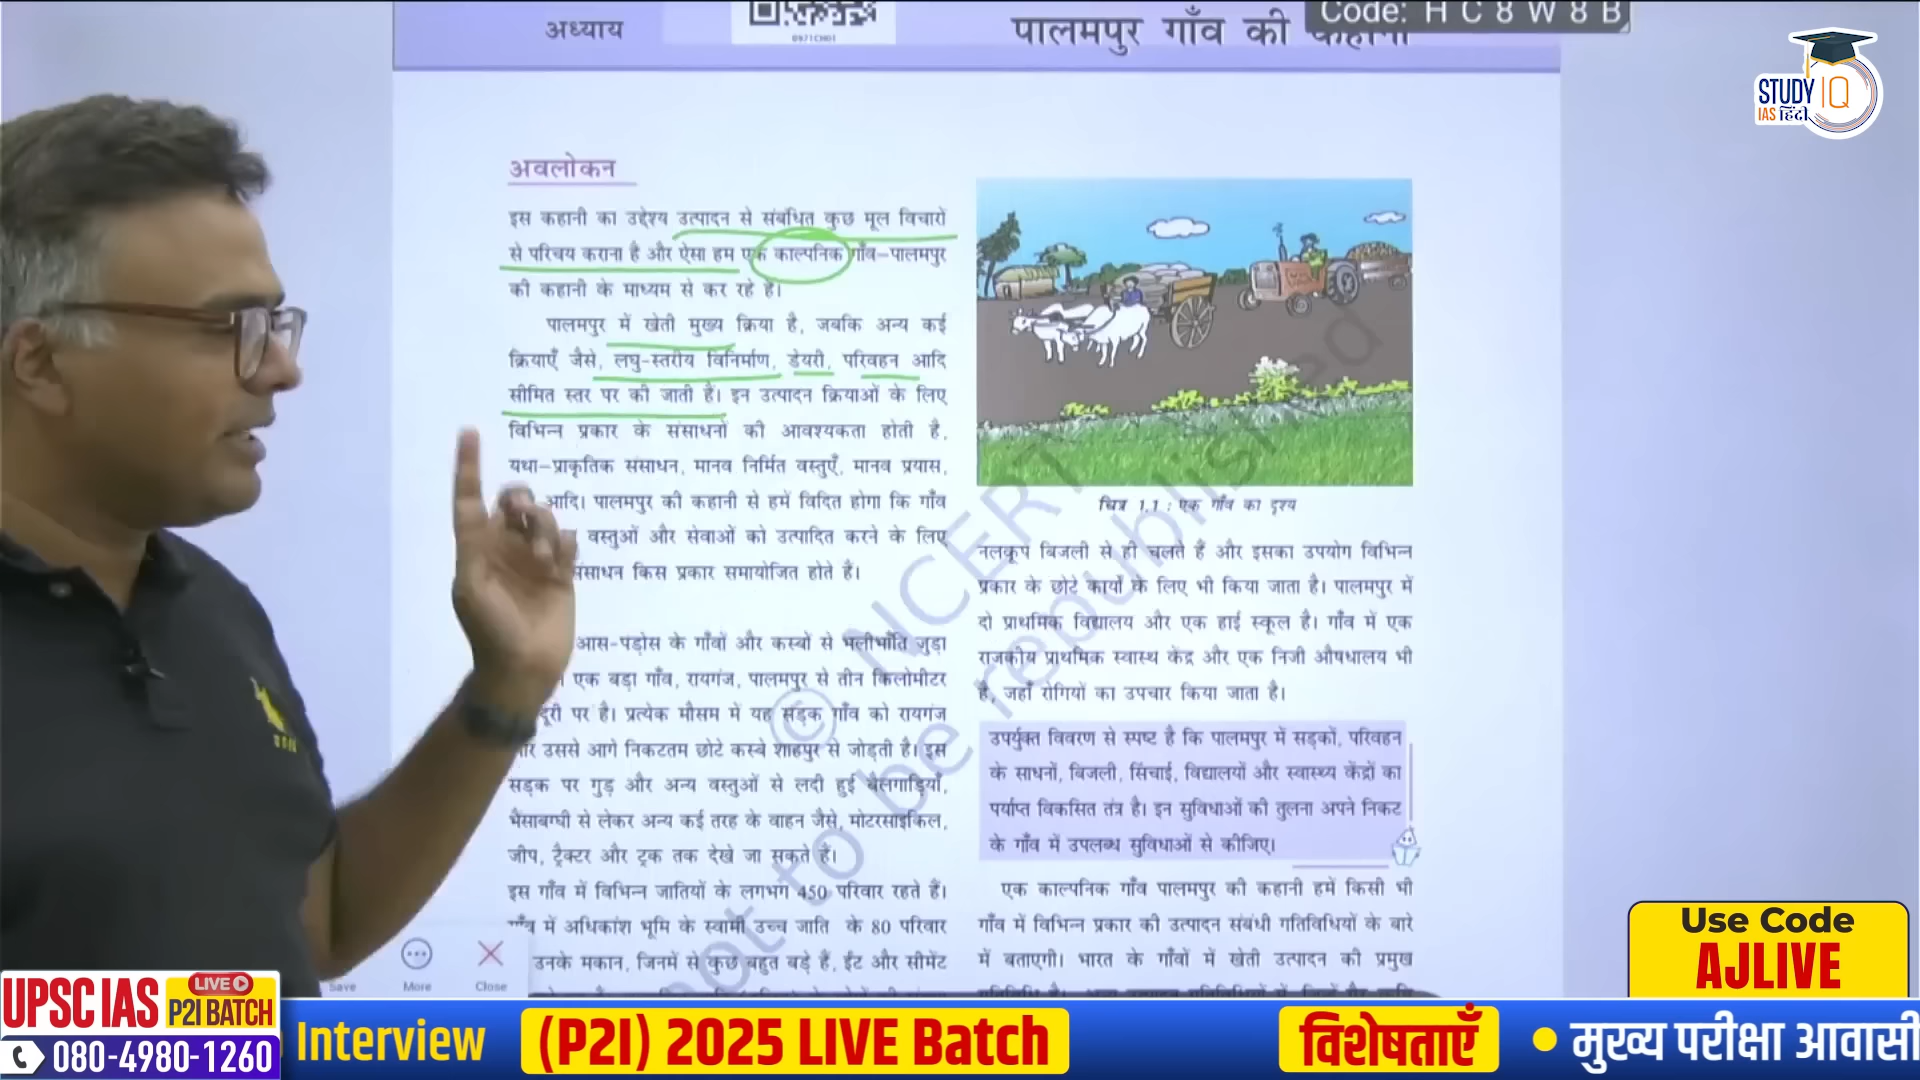 अध्याय
0971CH01
पालमपुर गाँव की कहानी
Code: H C 8 W 8 B
STUDY IQ
IAS हिंदी
अवलोकन
इस कहानी का उद्देश्य उत्पादन से संबंधित कुछ मूल विचारों
से परिचय कराना है और ऐसा हम एक काल्पनिक गाँव–पालमपुर
की कहानी के माध्यम से कर रहे हैं।
पालमपुर में खेती मुख्य क्रिया है, जबकि अन्य कई
क्रियाएँ जैसे, लघु-स्तरीय विनिर्माण, डेयरी, परिवहन आदि
सीमित स्तर पर की जाती हैं। इन उत्पादन क्रियाओं के लिए
विभिन्न प्रकार के संसाधनों की आवश्यकता होती है,
यथा–प्राकृतिक संसाधन, मानव निर्मित वस्तुएँ, मानव प्रयास,
आदि। पालमपुर की कहानी से हमें विदित होगा कि गाँव
वस्तुओं और सेवाओं को उत्पादित करने के लिए
संसाधन किस प्रकार समायोजित होते हैं।
आस-पड़ोस के गाँवों और कस्बों से भलीभाँति जुड़ा
एक बड़ा गाँव, रायगंज, पालमपुर से तीन किलोमीटर
दूरी पर है। प्रत्येक मौसम में यह सड़क गाँव को रायगंज
और उससे आगे निकटतम छोटे कस्बे शाहपुर से जोड़ती है। इस
सड़क पर गुड़ और अन्य वस्तुओं से लदी हुई बैलगाड़ियाँ,
भैंसाबग्घी से लेकर अन्य कई तरह के वाहन जैसे, मोटरसाइकिल,
जीप, ट्रैक्टर और ट्रक तक देखे जा सकते हैं।
इस गाँव में विभिन्न जातियों के लगभग 450 परिवार रहते हैं।
गाँव में अधिकांश भूमि के स्वामी उच्च जाति के 80 परिवार
उनके मकान, जिनमें से कुछ बहुत बड़े हैं, ईंट और सीमेंट
चित्र 1.1 : एक गाँव का दृश्य
नलकूप बिजली से ही चलते हैं और इसका उपयोग विभिन्न
प्रकार के छोटे कार्यों के लिए भी किया जाता है। पालमपुर में
दो प्राथमिक विद्यालय और एक हाई स्कूल है। गाँव में एक
राजकीय प्राथमिक स्वास्थ केंद्र और एक निजी औषधालय भी
है, जहाँ रोगियों का उपचार किया जाता है।
उपर्युक्त विवरण से स्पष्ट है कि पालमपुर में सड़कों, परिवहन
के साधनों, बिजली, सिंचाई, विद्यालयों और स्वास्थ्य केंद्रों का
पर्याप्त विकसित तंत्र है। इन सुविधाओं की तुलना अपने निकट
के गाँव में उपलब्ध सुविधाओं से कीजिए।
एक काल्पनिक गाँव पालमपुर की कहानी हमें किसी भी
गाँव में विभिन्न प्रकार की उत्पादन संबंधी गतिविधियों के बारे
में बताएगी। भारत के गाँवों में खेती उत्पादन की प्रमुख
© NCERT
not to be republished
Save
More
Close
Use Code
AJLIVE
UPSC IAS
LIVE
P2I BATCH
080-4980-1260
Interview
(P2I) 2025 LIVE Batch
विशेषताएँ
• मुख्य परीक्षा आवासी